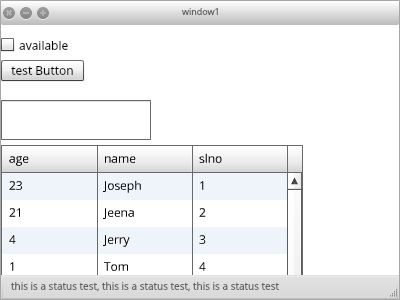 window1
available
test Button
age name slno
23 Joseph 1
21 Jeena 2
4 Jerry 3
1 Tom 4
this is a status test, this is a status test, this is a status test